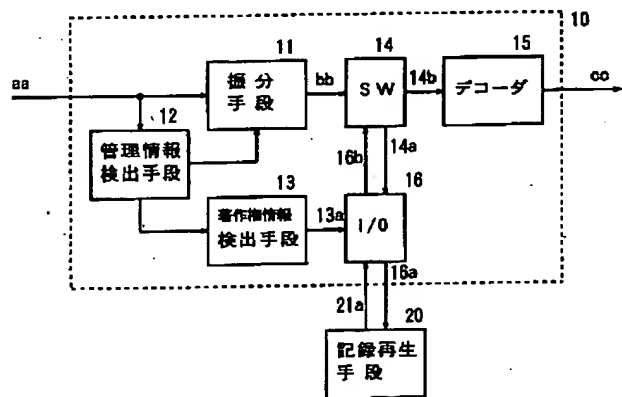 10
11
14
15
aa
振分
手段
bb
SW
14b
デコーダ
cc
12
管理情報
検出手段
16b
14a
13
16
著作権情報
検出手段
13a
I/O
21a
16a
20
記録再生
手段